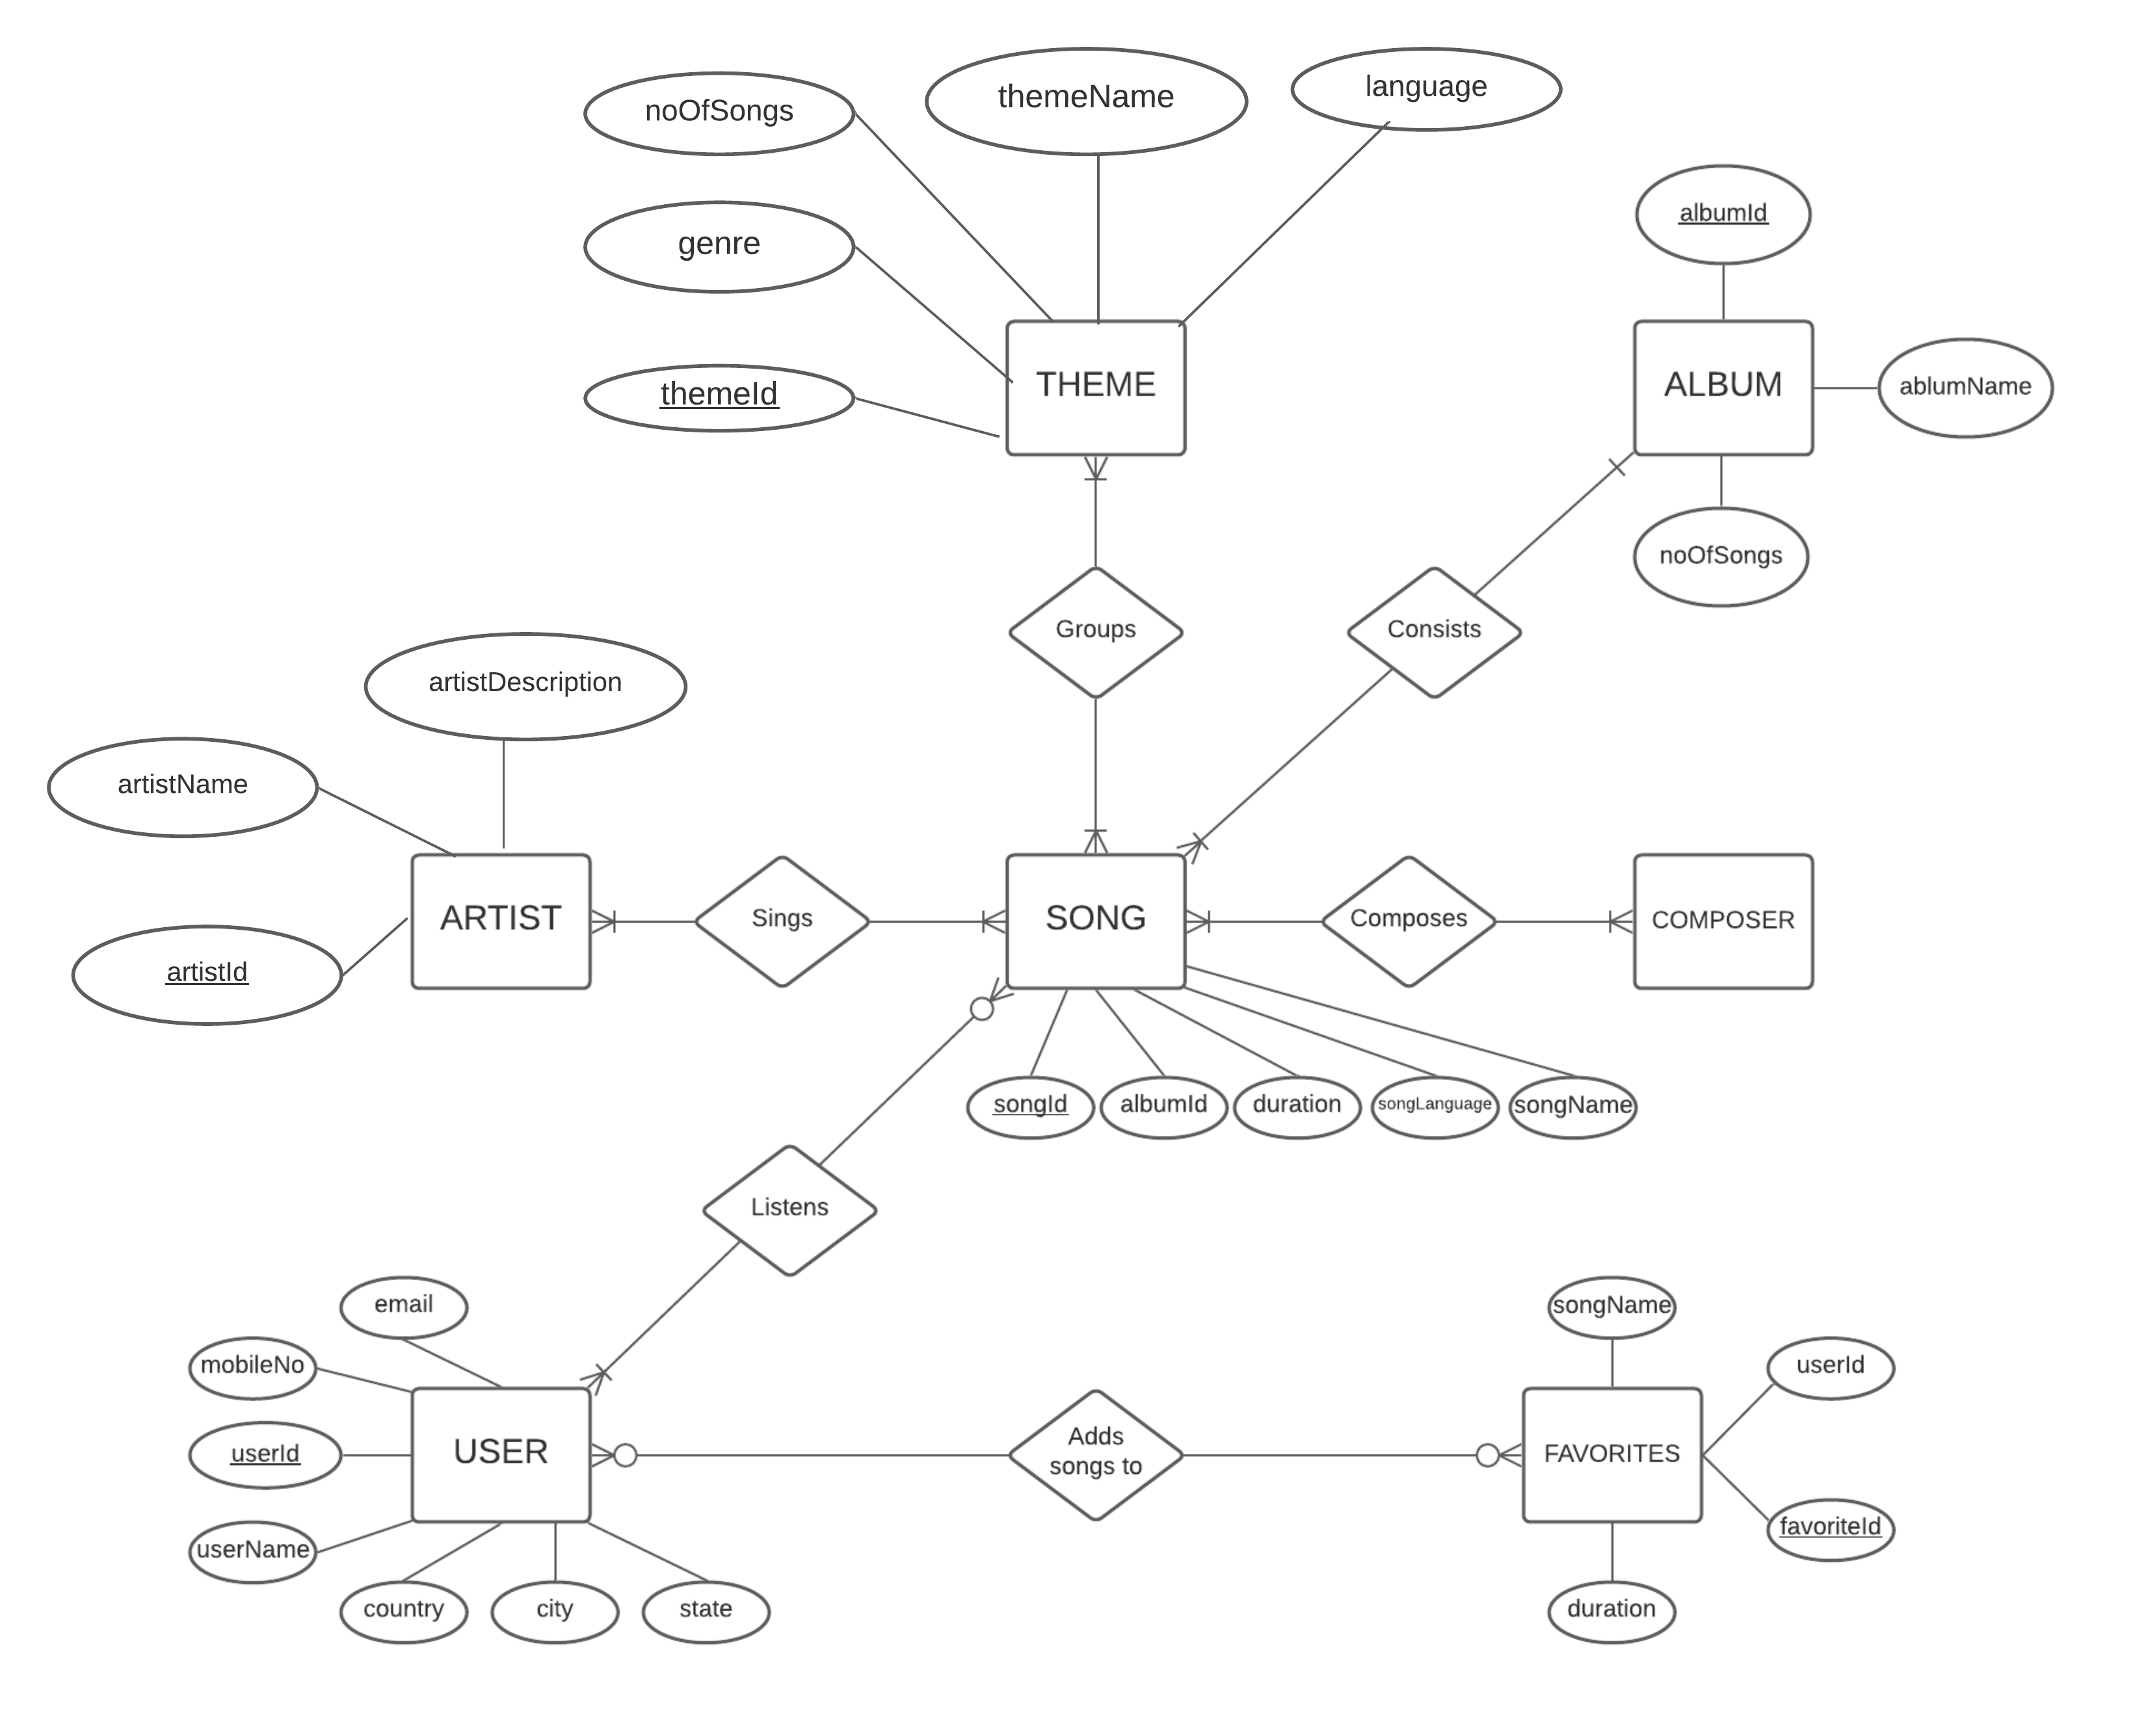 noOfSongs
themeName
language
genre
themeId
THEME
albumId
ALBUM
ablumName
noOfSongs
Groups
Consists
artistDescription
artistName
ARTIST
artistId
Sings
SONG
Composes
COMPOSER
songId
albumId
duration
songLanguage
songName
Listens
email
mobileNo
userId
userName
USER
country
city
state
Adds
songs to
songName
userId
FAVORITES
favoriteId
duration